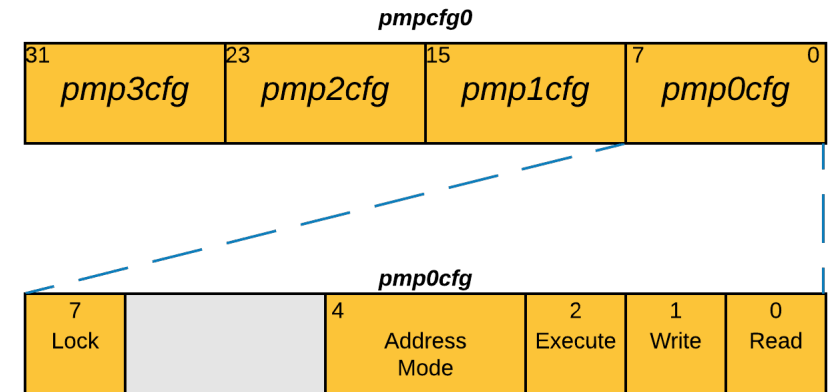 pmpcfg0
31 23 15 7 0
pmp3cfg pmp2cfg pmp1cfg pmp0cfg
pmp0cfg
7 4 2 1 0
Lock Address Execute Write Read
Mode